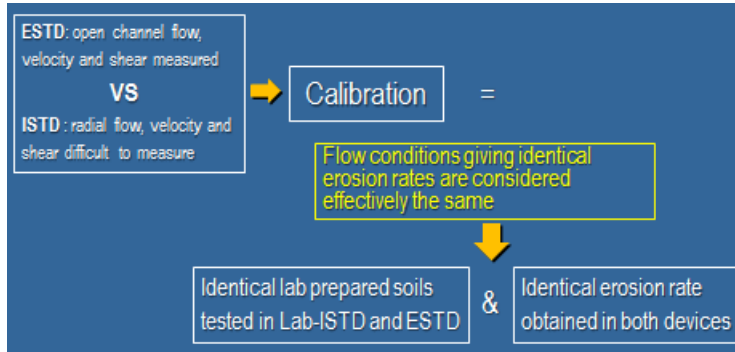 ESTD: open channel flow,
velocity and shear measured
VS
ISTD : radial flow, velocity and
shear difficult to measure
Calibration =
Flow conditions giving identical
erosion rates are considered
effectively the same
Identical lab prepared soils
tested in Lab-ISTD and ESTD
&
Identical erosion rate
obtained in both devices